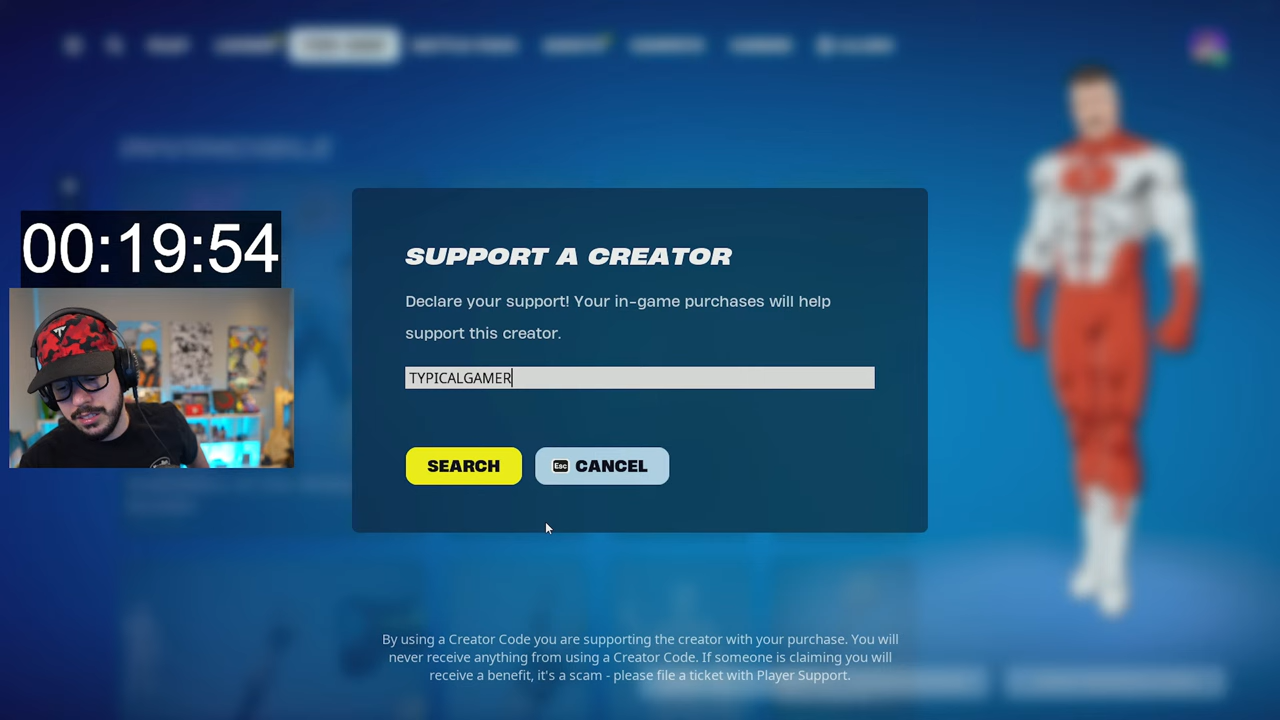 00:19:54
SUPPORT A CREATOR
Declare your support! Your in-game purchases will help
support this creator.
TYPICALGAMER
SEARCH
Esc CANCEL
By using a Creator Code you are supporting the creator with your purchase. You will
never receive anything from using a Creator Code. If someone is claiming you will
receive a benefit, it's a scam - please file a ticket with Player Support.